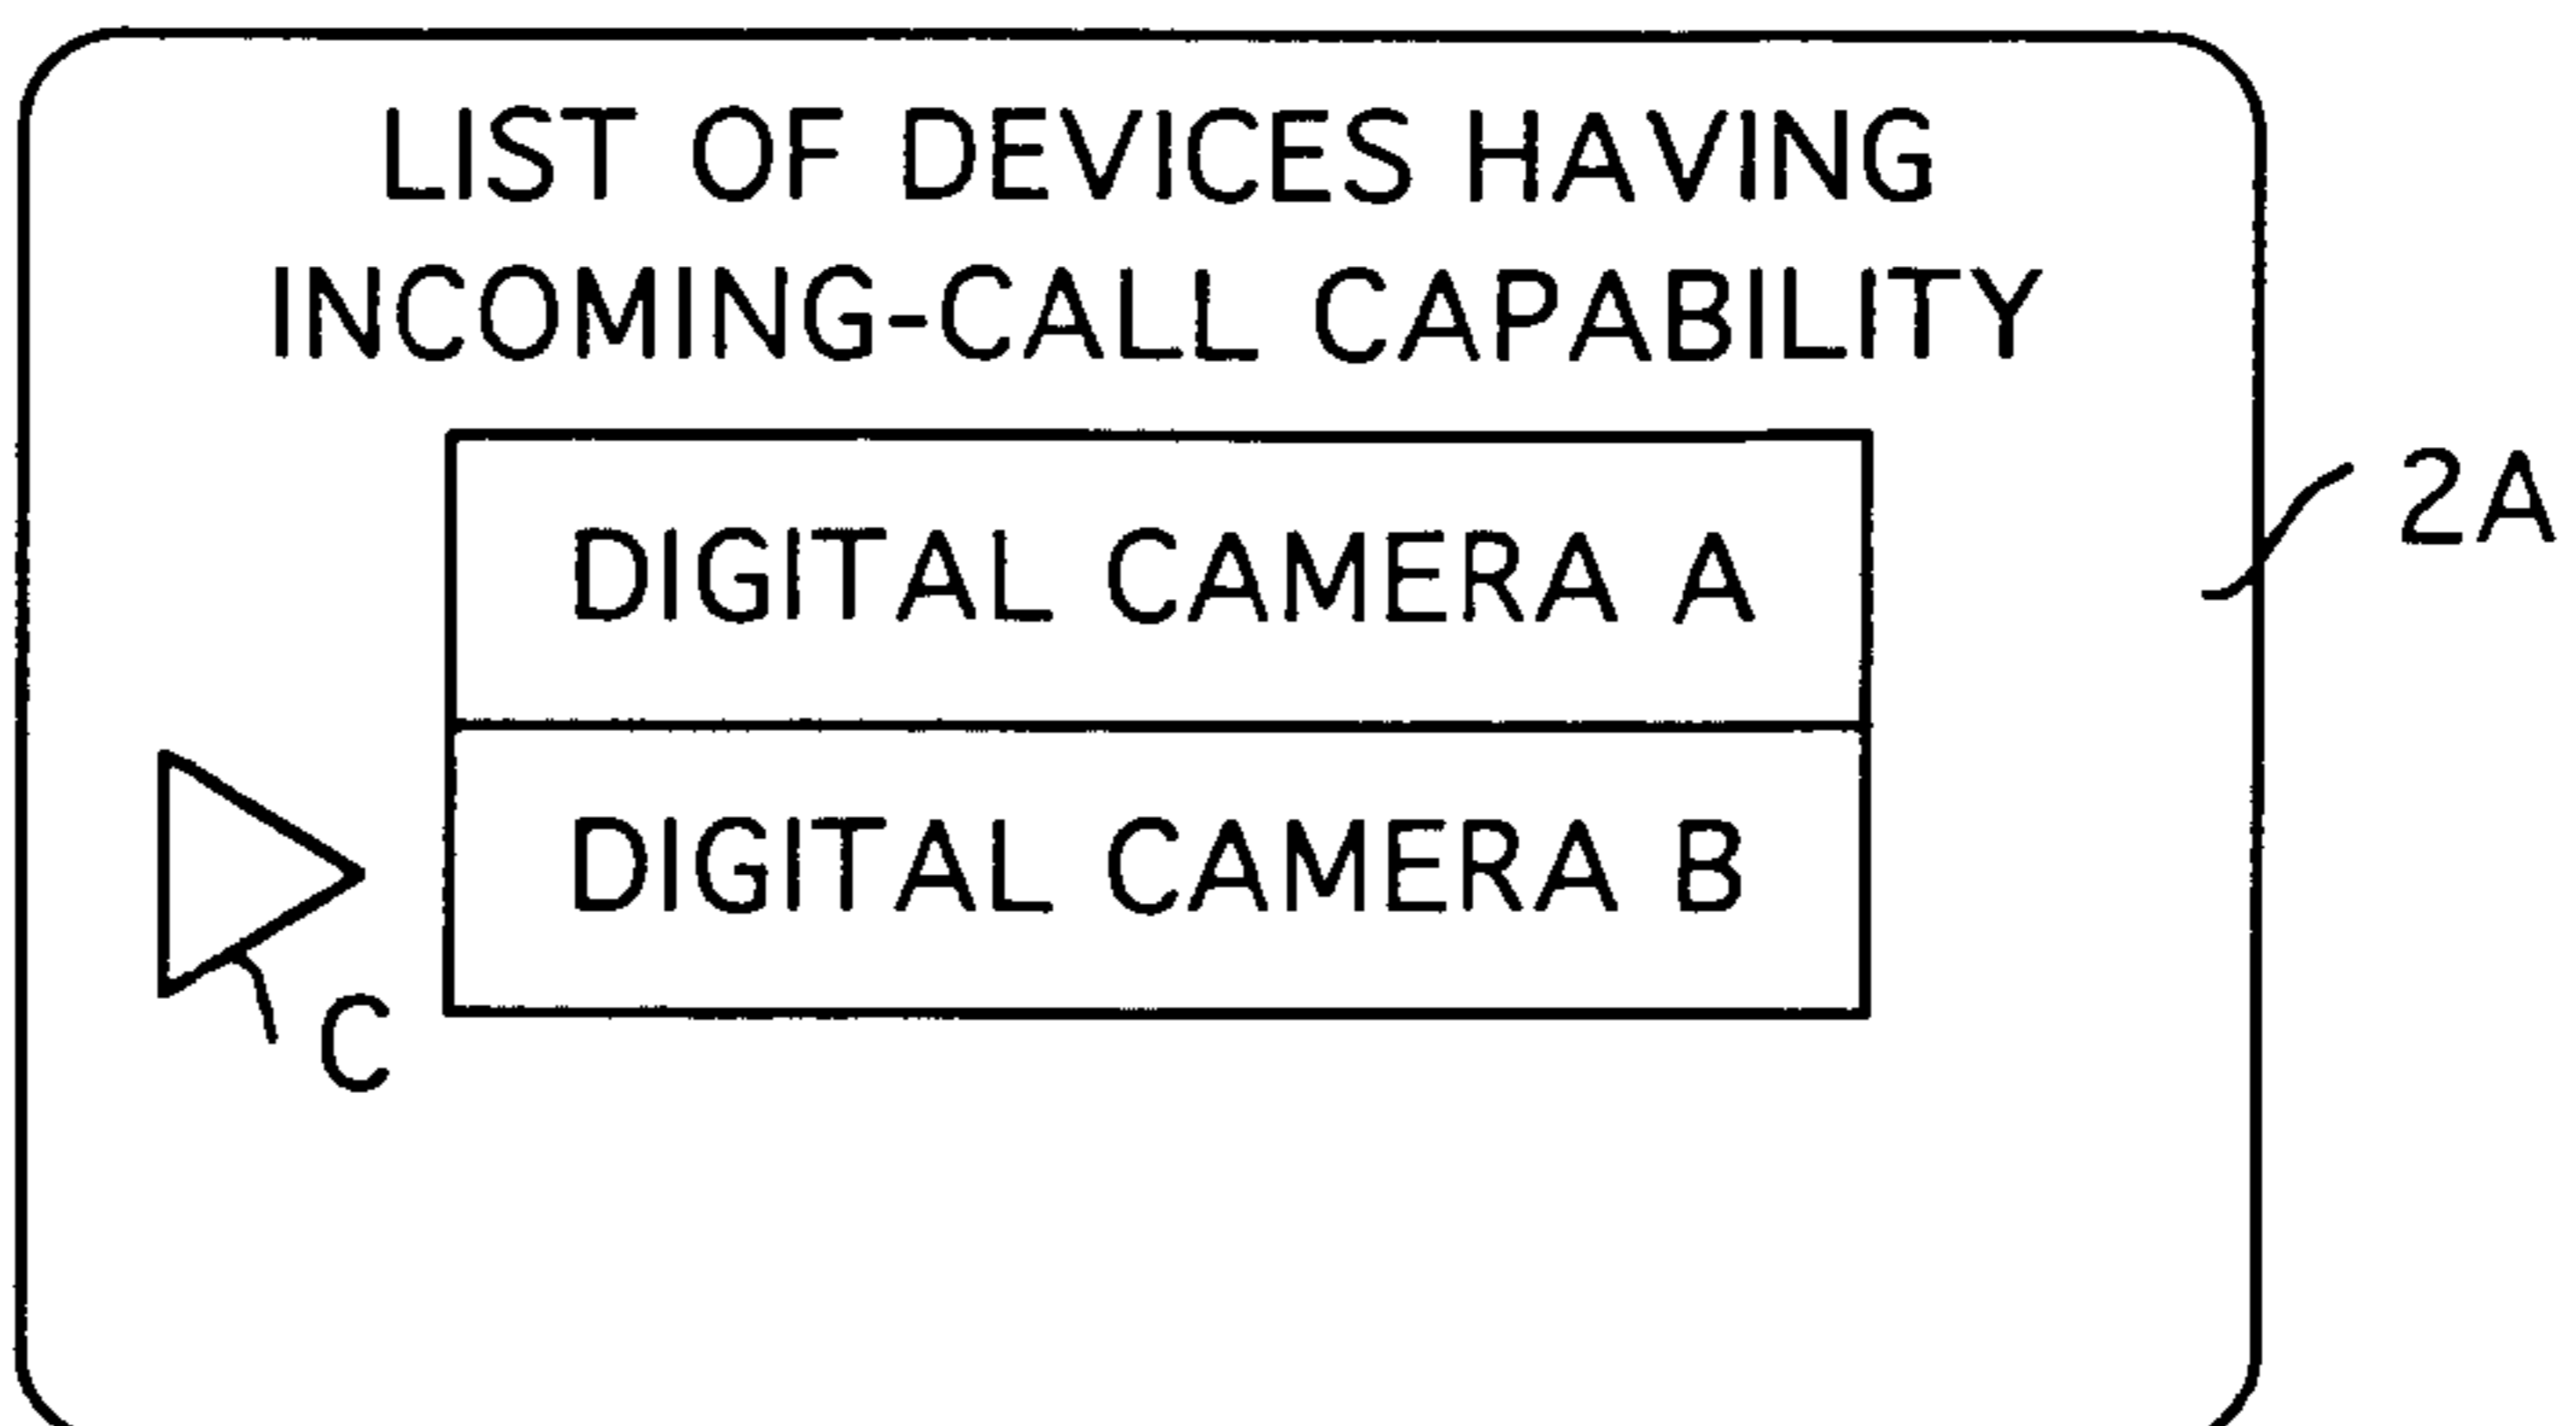 LIST OF DEVICES HAVING
INCOMING-CALL CAPABILITY
2A
DIGITAL CAMERA A
DIGITAL CAMERA B
C